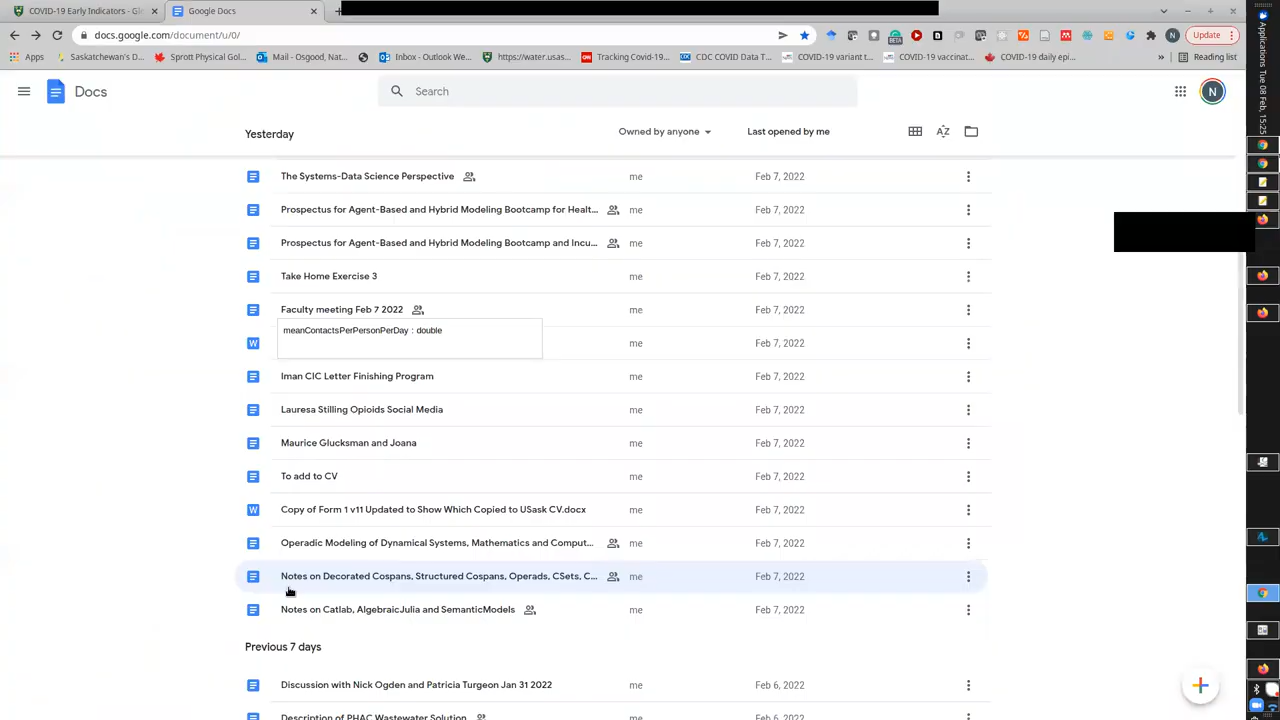 COVID-19 Early Indicators - Glo
Google Docs
docs.google.com/document/u/0/
BETA
N
Update
Apps
Saskatchewan's D...
Sprott Physical Gol...
Mail - Osgood, Nat...
Inbox - Outlook We...
https://water.usask...
Tracking Covid-19...
CDC COVID Data T...
COVID-19 variant t...
COVID-19 vaccinat...
COVID-19 daily epi...
»
Reading list
Docs
Search
N
Yesterday
Owned by anyone
Last opened by me
AZ
The Systems-Data Science Perspective me Feb 7, 2022
Prospectus for Agent-Based and Hybrid Modeling Bootcamp for Healt... me Feb 7, 2022
Prospectus for Agent-Based and Hybrid Modeling Bootcamp and Incu... me Feb 7, 2022
Take Home Exercise 3 me Feb 7, 2022
Faculty meeting Feb 7 2022 me Feb 7, 2022
meanContactsPerPersonPerDay : double
W me Feb 7, 2022
Iman CIC Letter Finishing Program me Feb 7, 2022
Lauresa Stilling Opioids Social Media me Feb 7, 2022
Maurice Glucksman and Joana me Feb 7, 2022
To add to CV me Feb 7, 2022
W Copy of Form 1 v11 Updated to Show Which Copied to USask CV.docx me Feb 7, 2022
Operadic Modeling of Dynamical Systems, Mathematics and Comput... me Feb 7, 2022
Notes on Decorated Cospans, Structured Cospans, Operads, CSets, C... me Feb 7, 2022
Notes on Catlab, AlgebraicJulia and SemanticModels me Feb 7, 2022
Previous 7 days
Discussion with Nick Ogden and Patricia Turgeon Jan 31 2022 me Feb 6, 2022
Description of PHAC Wastewater Solution me Feb 6, 2022
Applications Tue 08 Feb, 15:25